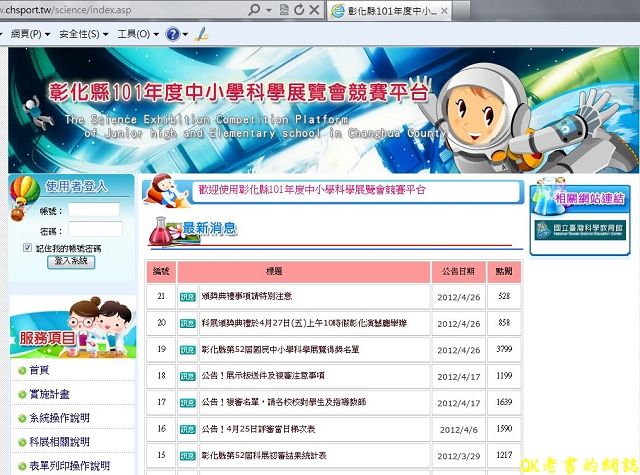 w.chsport.tw/science/index.asp
彰化縣101年度中小...
網頁(P) 安全性(S) 工具(O)
彰化縣101年度中小學科學展覽會競賽平台
The Science Exhibition Competition Platform
of Junior high and Elementary school in Changhua County
使用者登入
帳號：
密碼：
記住我的帳號密碼
登入系統
歡迎使用彰化縣101年度中小學科學展覽會競賽平台
相關網站連結
國立臺灣科學教育館
National Taiwan Science Education Center
最新消息
編號 標題 公告日期 點閱
21 訊息 頒獎典禮事項請特別注意 2012/4/26 528
20 訊息 科展頒獎典禮於4月27日(五)上午10時假彰化演藝廳舉辦 2012/4/26 858
19 訊息 彰化縣第52屆國民中小學科學展覽得獎名單 2012/4/26 3799
18 訊息 公告！展示板送件及複審注意事項 2012/4/17 1199
17 訊息 公告！複審名單，請各校校對學生及指導教師 2012/4/17 1639
16 訊息 公告！4月25日評審當日梯次表 2012/4/6 1590
15 訊息 彰化縣第52屆科展初審結果統計表 2012/3/29 1217
服務項目
首頁
實施計畫
系統操作說明
科展相關說明
表單列印操作說明
OK老書的網誌